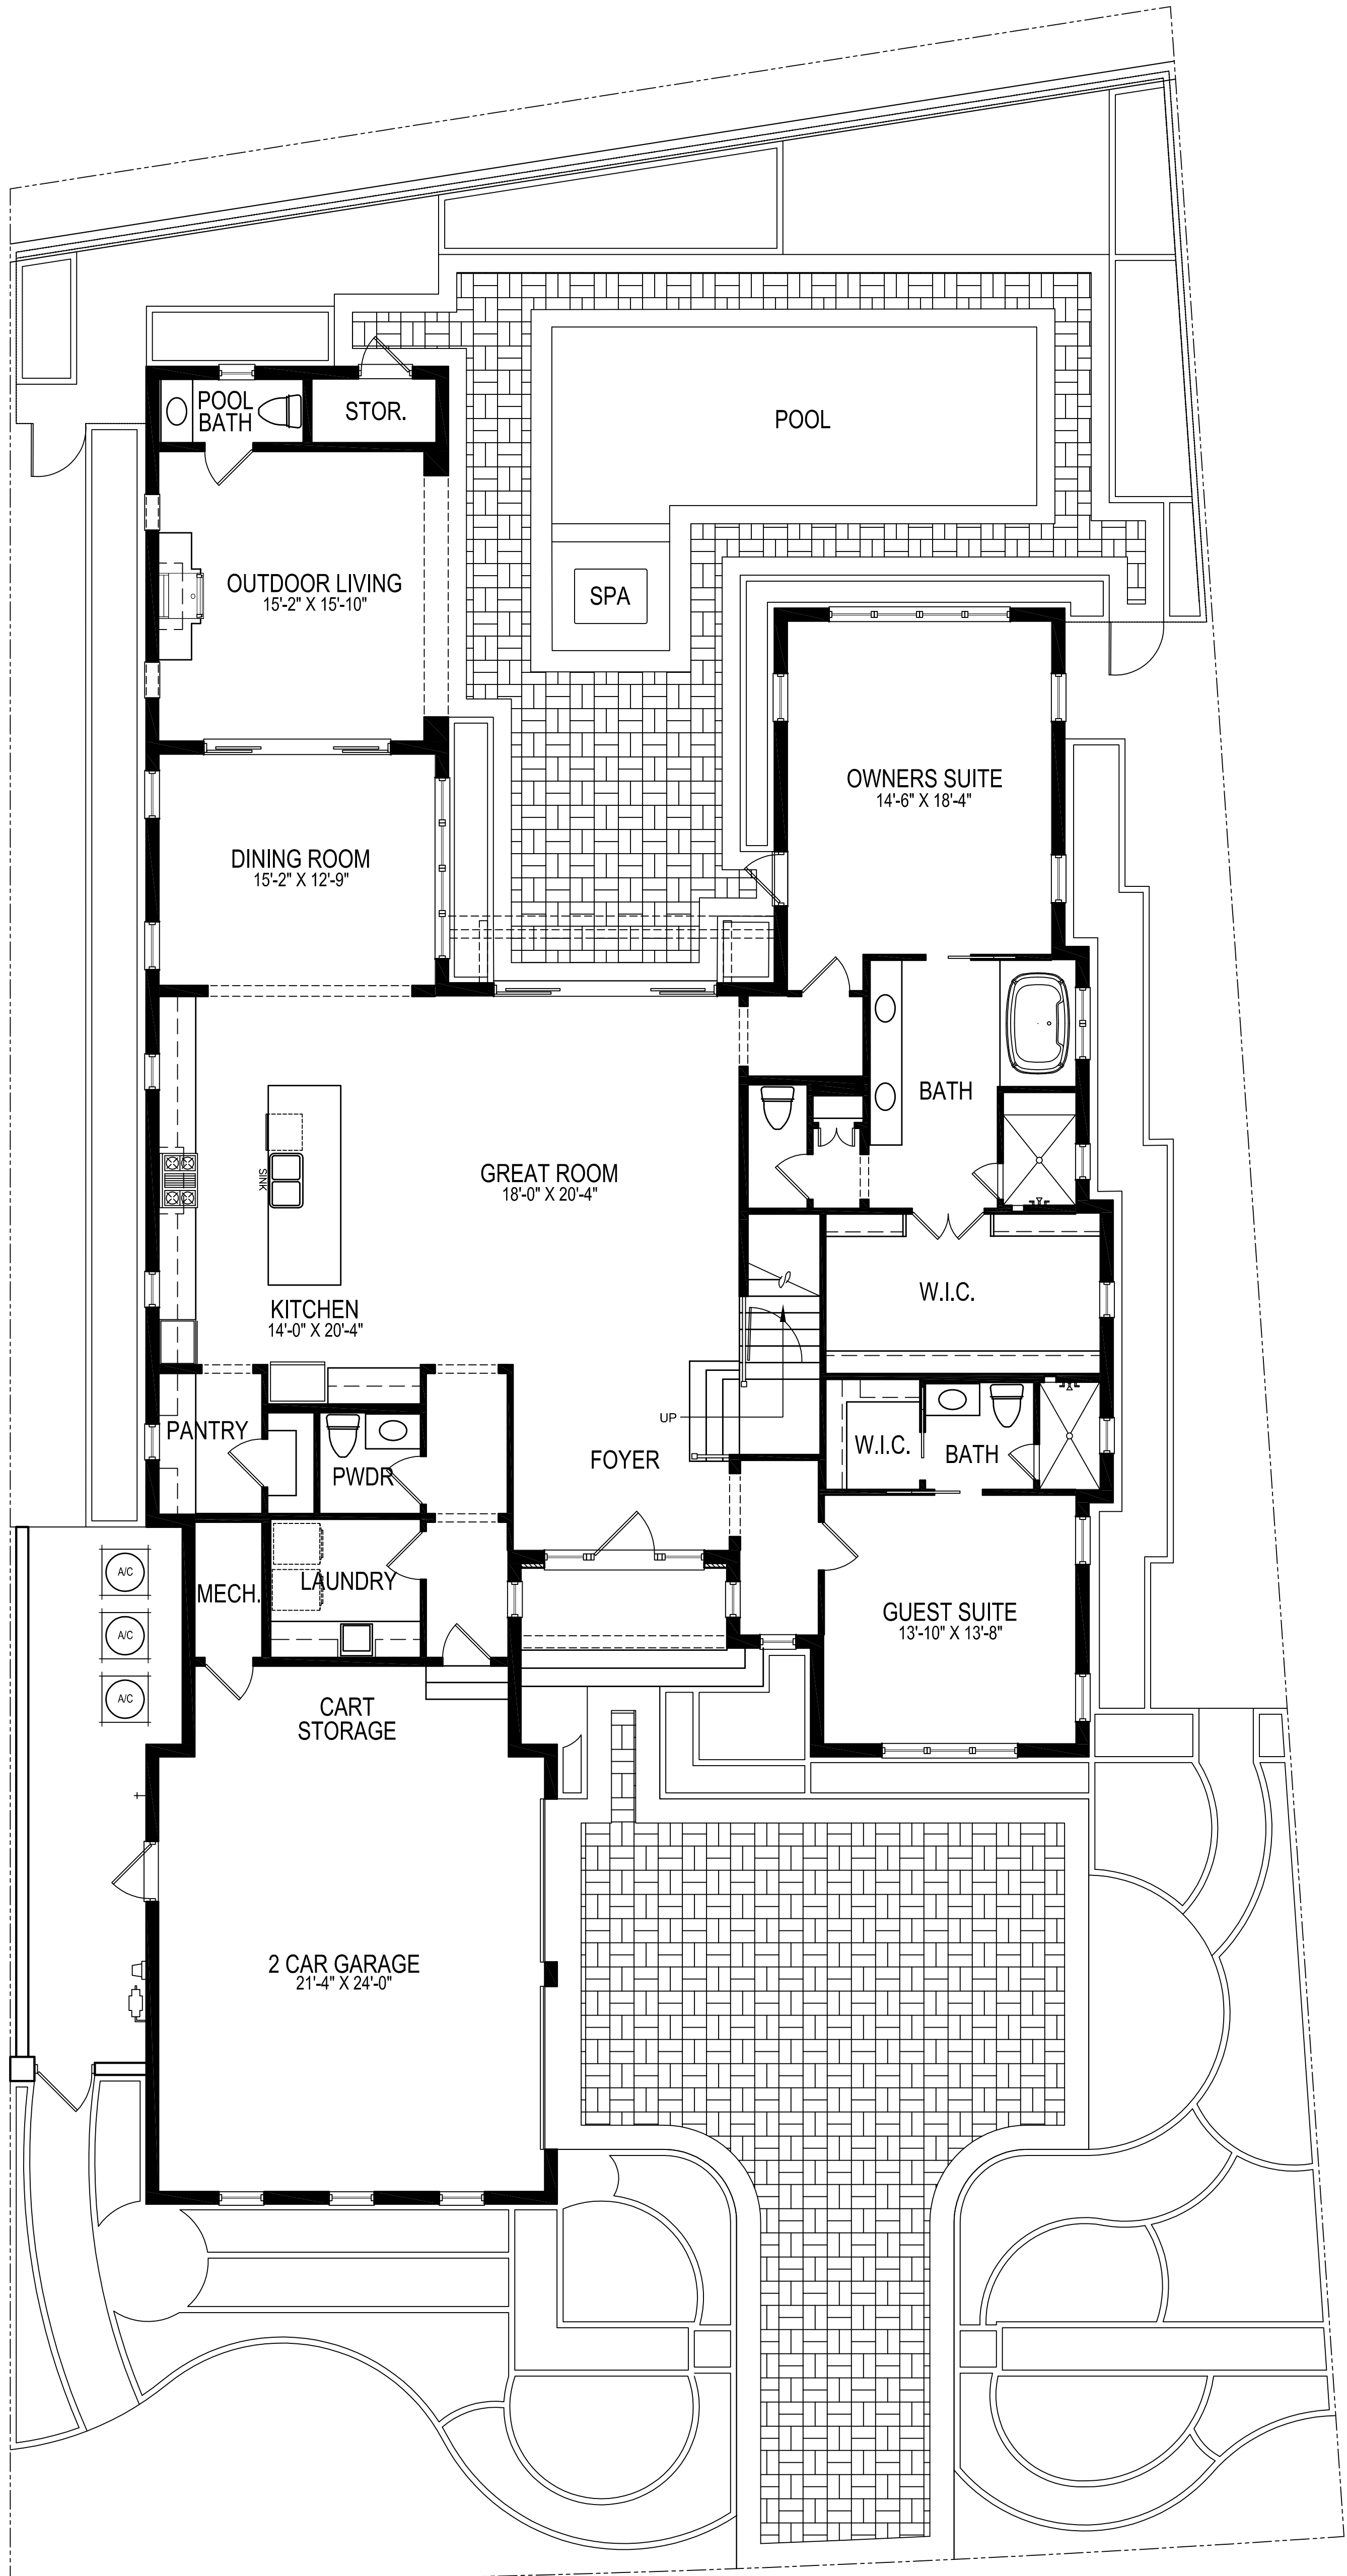 POOL
BATH
STOR.
POOL
OUTDOOR LIVING
15'-2" X 15'-10"
SPA
OWNERS SUITE
14'-6" X 18'-4"
DINING ROOM
15'-2" X 12'-9"
BATH
SINK
GREAT ROOM
18'-0" X 20'-4"
W.I.C.
KITCHEN
14'-0" X 20'-4"
UP
PANTRY
PWDR
FOYER
W.I.C.
BATH
MECH.
LAUNDRY
A/C
A/C
A/C
GUEST SUITE
13'-10" X 13'-8"
CART
STORAGE
2 CAR GARAGE
21'-4" X 24'-0"